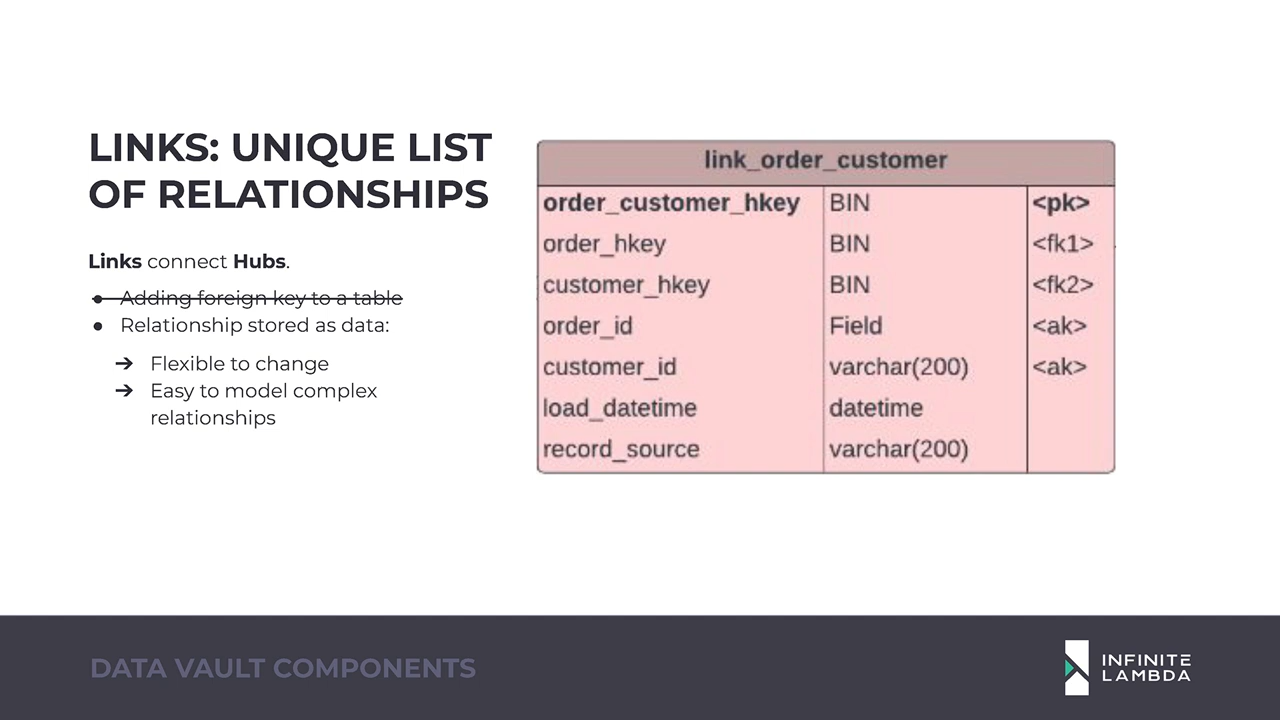 LINKS: UNIQUE LIST
OF RELATIONSHIPS
Links connect Hubs.
● Adding foreign key to a table
● Relationship stored as data:
➔ Flexible to change
➔ Easy to model complex
relationships
link_order_customer
order_customer_hkey BIN <pk>
order_hkey BIN <fk1>
customer_hkey BIN <fk2>
order_id Field <ak>
customer_id varchar(200) <ak>
load_datetime datetime
record_source varchar(200)
DATA VAULT COMPONENTS
INFINITE
LAMBDA